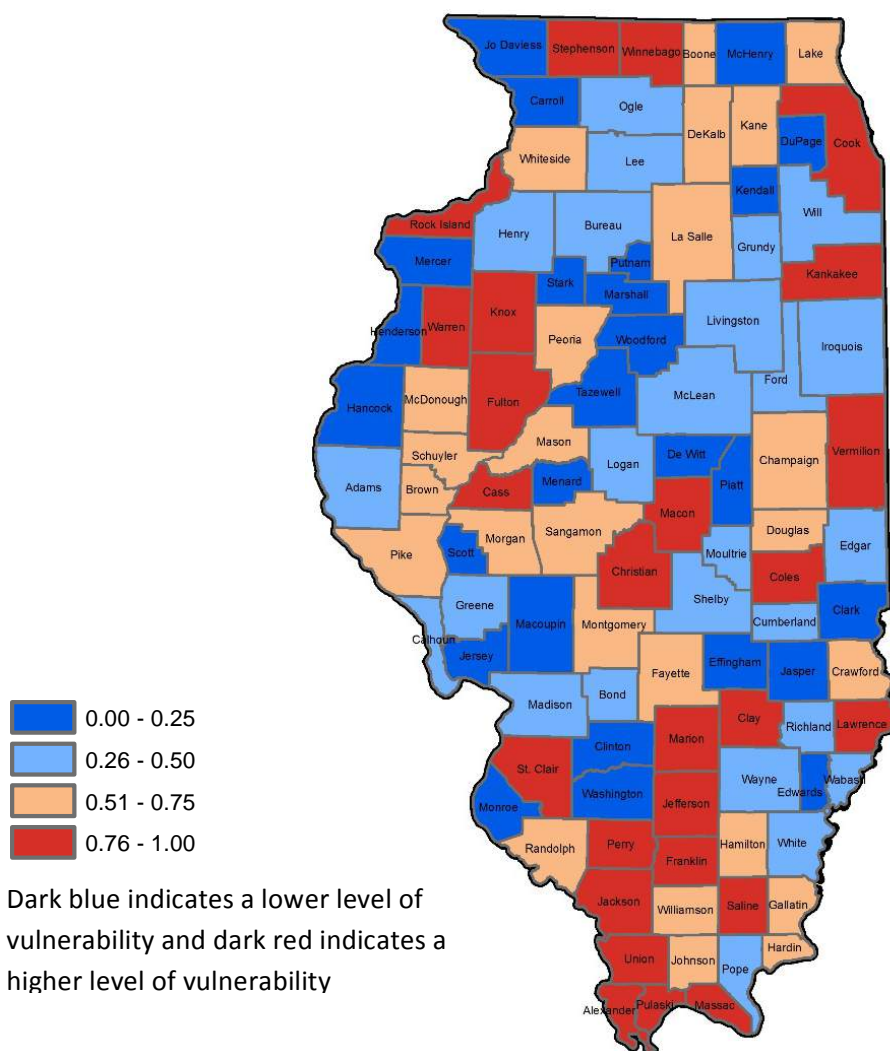 Jo Daviess Stephenson Winnebago Boone McHenry Lake
Carroll Ogle DeKalb Kane DuPage Cook
Whiteside Lee Kendall Will
Rock Island Henry Bureau La Salle Grundy
Mercer Stark Putnam Marshall Kankakee
Henderson Warren Knox Peoria Woodford Livingston Iroquois
Hancock McDonough Fulton Tazewell McLean Ford
Schuyler Mason Logan De Witt Champaign Vermilion
Adams Brown Cass Menard Piatt
Macon Douglas
Pike Scott Morgan Sangamon Moultrie Edgar
Christian Coles
Greene Shelby Clark
Calhoun Macoupin Montgomery Cumberland
Jersey Fayette Effingham Jasper Crawford
Madison Bond Clay Richland Lawrence
Clinton Marion
St. Clair Wayne Wabash
Monroe Washington Jefferson Edwards
Randolph Perry Hamilton White
Franklin
Jackson Williamson Saline Gallatin
Union Johnson Pope Hardin
Alexander Pulaski Massac
0.00 - 0.25
0.26 - 0.50
0.51 - 0.75
0.76 - 1.00
Dark blue indicates a lower level of
vulnerability and dark red indicates a
higher level of vulnerability